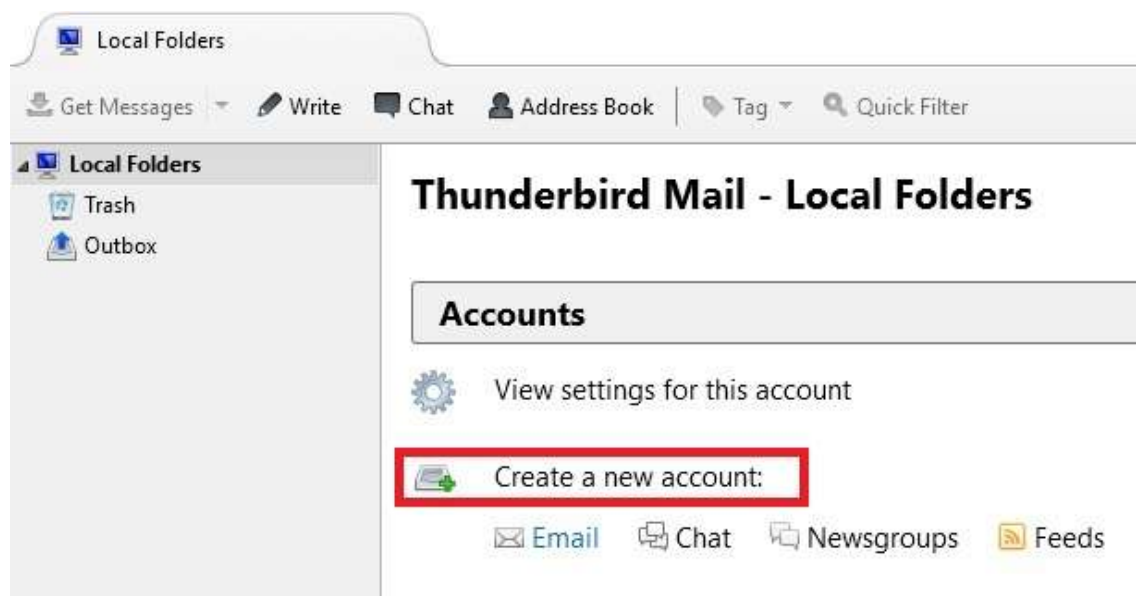 Local Folders
Get Messages Write Chat Address Book Tag Quick Filter
Local Folders
Trash
Outbox
Thunderbird Mail - Local Folders
Accounts
View settings for this account
Create a new account:
Email Chat Newsgroups Feeds